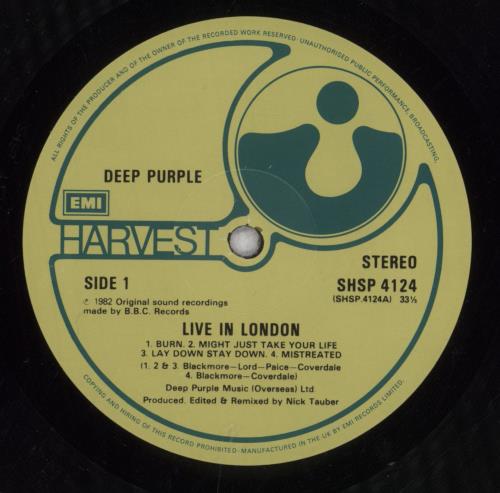 ALL RIGHTS OF THE PRODUCER AND OF THE OWNER OF THE RECORDED WORK RESERVED · UNAUTHORISED PUBLIC PERFORMANCE, BROADCASTING,
DEEP PURPLE
EMI
HARVEST
STEREO
SIDE 1
SHSP 4124
(SHSP.4124A) 33⅓
℗ 1982 Original sound recordings
made by B.B.C. Records
LIVE IN LONDON
1. BURN. 2. MIGHT JUST TAKE YOUR LIFE
3. LAY DOWN STAY DOWN. 4. MISTREATED
(1. 2 & 3. Blackmore—Lord—Paice—Coverdale
4. Blackmore—Coverdale)
Deep Purple Music (Overseas) Ltd.
Produced. Edited & Remixed by Nick Tauber
COPYING AND HIRING OF THIS RECORD PROHIBITED · MANUFACTURED IN THE UK BY EMI RECORDS LIMITED.